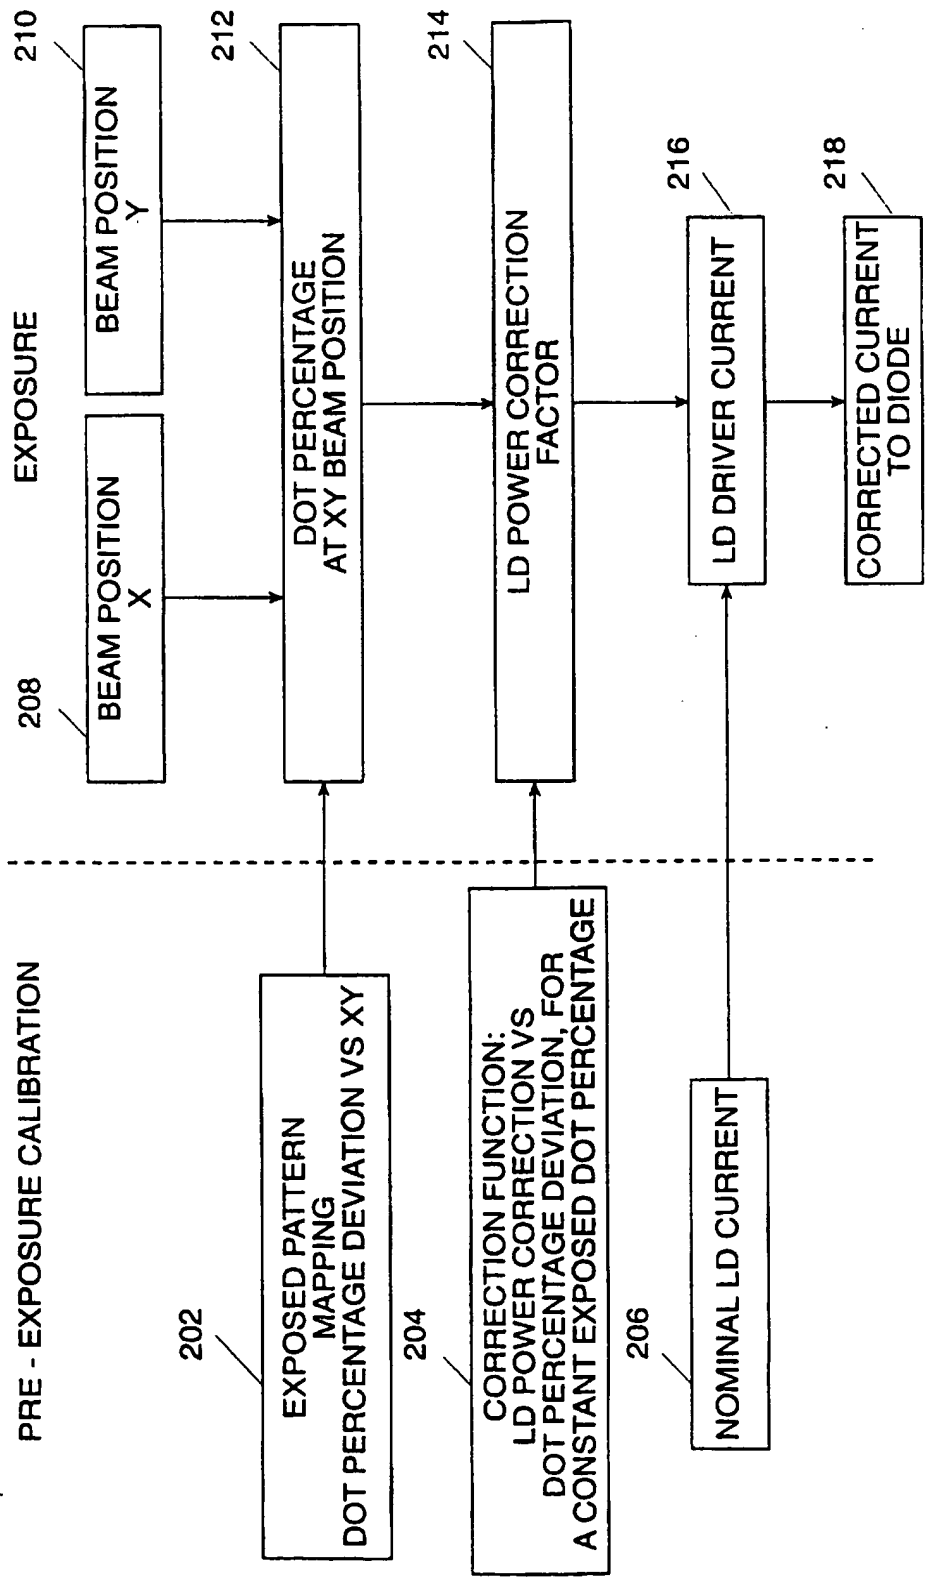 PRE - EXPOSURE CALIBRATION
EXPOSURE
202
EXPOSED PATTERN
MAPPING
DOT PERCENTAGE DEVIATION VS XY
204
CORRECTION FUNCTION:
LD POWER CORRECTION VS
DOT PERCENTAGE DEVIATION, FOR
A CONSTANT EXPOSED DOT PERCENTAGE
206
NOMINAL LD CURRENT
208
BEAM POSITION
X
210
BEAM POSITION
Y
212
DOT PERCENTAGE
AT XY BEAM POSITION
214
LD POWER CORRECTION
FACTOR
216
LD DRIVER CURRENT
218
CORRECTED CURRENT
TO DIODE